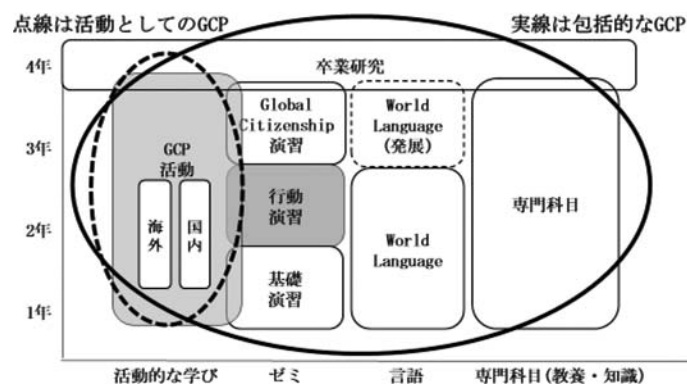 点線は活動としてのGCP
実線は包括的なGCP
4年
卒業研究
3年
GCP
活動
Global
Citizenship
演習
World
Language
(発展)
2年
海外
国内
行動
演習
専門科目
World
Language
1年
基礎
演習
活動的な学び
ゼミ
言語
専門科目(教養・知識)